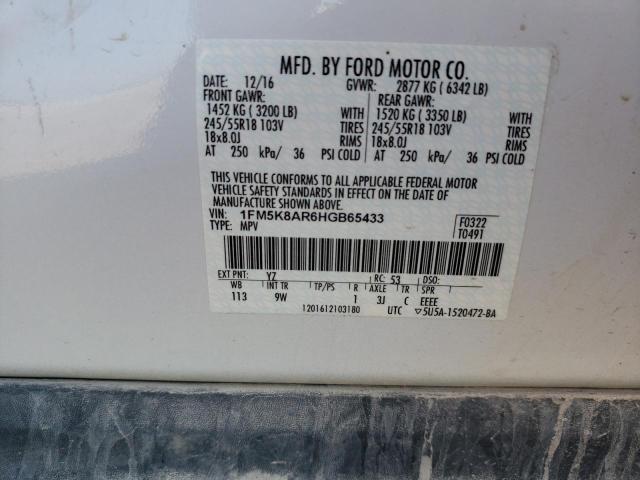 MFD. BY FORD MOTOR CO.
DATE: 12/16 GVWR: 2877 KG ( 6342 LB)
FRONT GAWR: REAR GAWR:
1452 KG ( 3200 LB) WITH 1520 KG ( 3350 LB) WITH
245/55R18 103V TIRES 245/55R18 103V TIRES
18x8.0J RIMS 18x8.0J RIMS
AT 250 kPa/ 36 PSI COLD AT 250 kPa/ 36 PSI COLD
THIS VEHICLE CONFORMS TO ALL APPLICABLE FEDERAL MOTOR
VEHICLE SAFETY STANDARDS IN EFFECT ON THE DATE OF
MANUFACTURE SHOWN ABOVE.
VIN: 1FM5K8AR6HGB65433 F0322
TYPE: MPV T0491
EXT PNT: YZ RC: 53 DSO:
WB INT TR TP/PS R AXLE TR SPR
113 9W 1 3J C EEEE
1201612103180 UTC ▽5U5A-1520472-BA